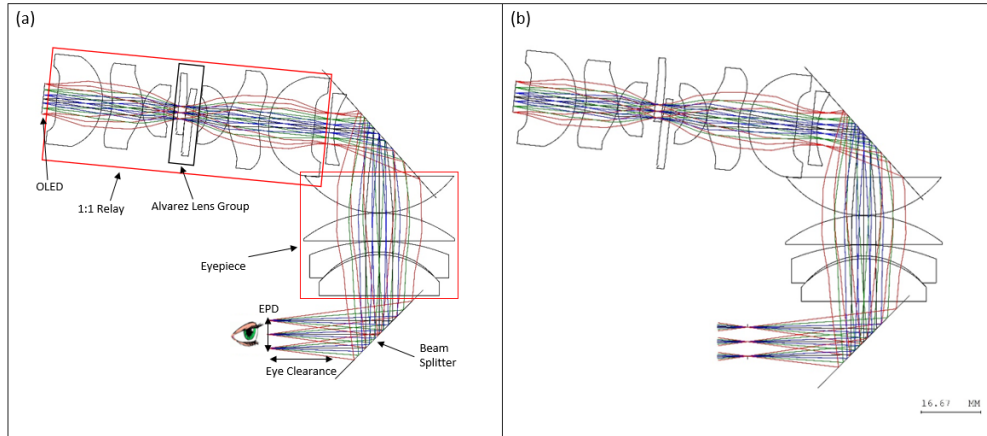 (a)
OLED
1:1 Relay
Alvarez Lens Group
Eyepiece
EPD
Eye Clearance
Beam
Splitter
(b)
16.67 MM